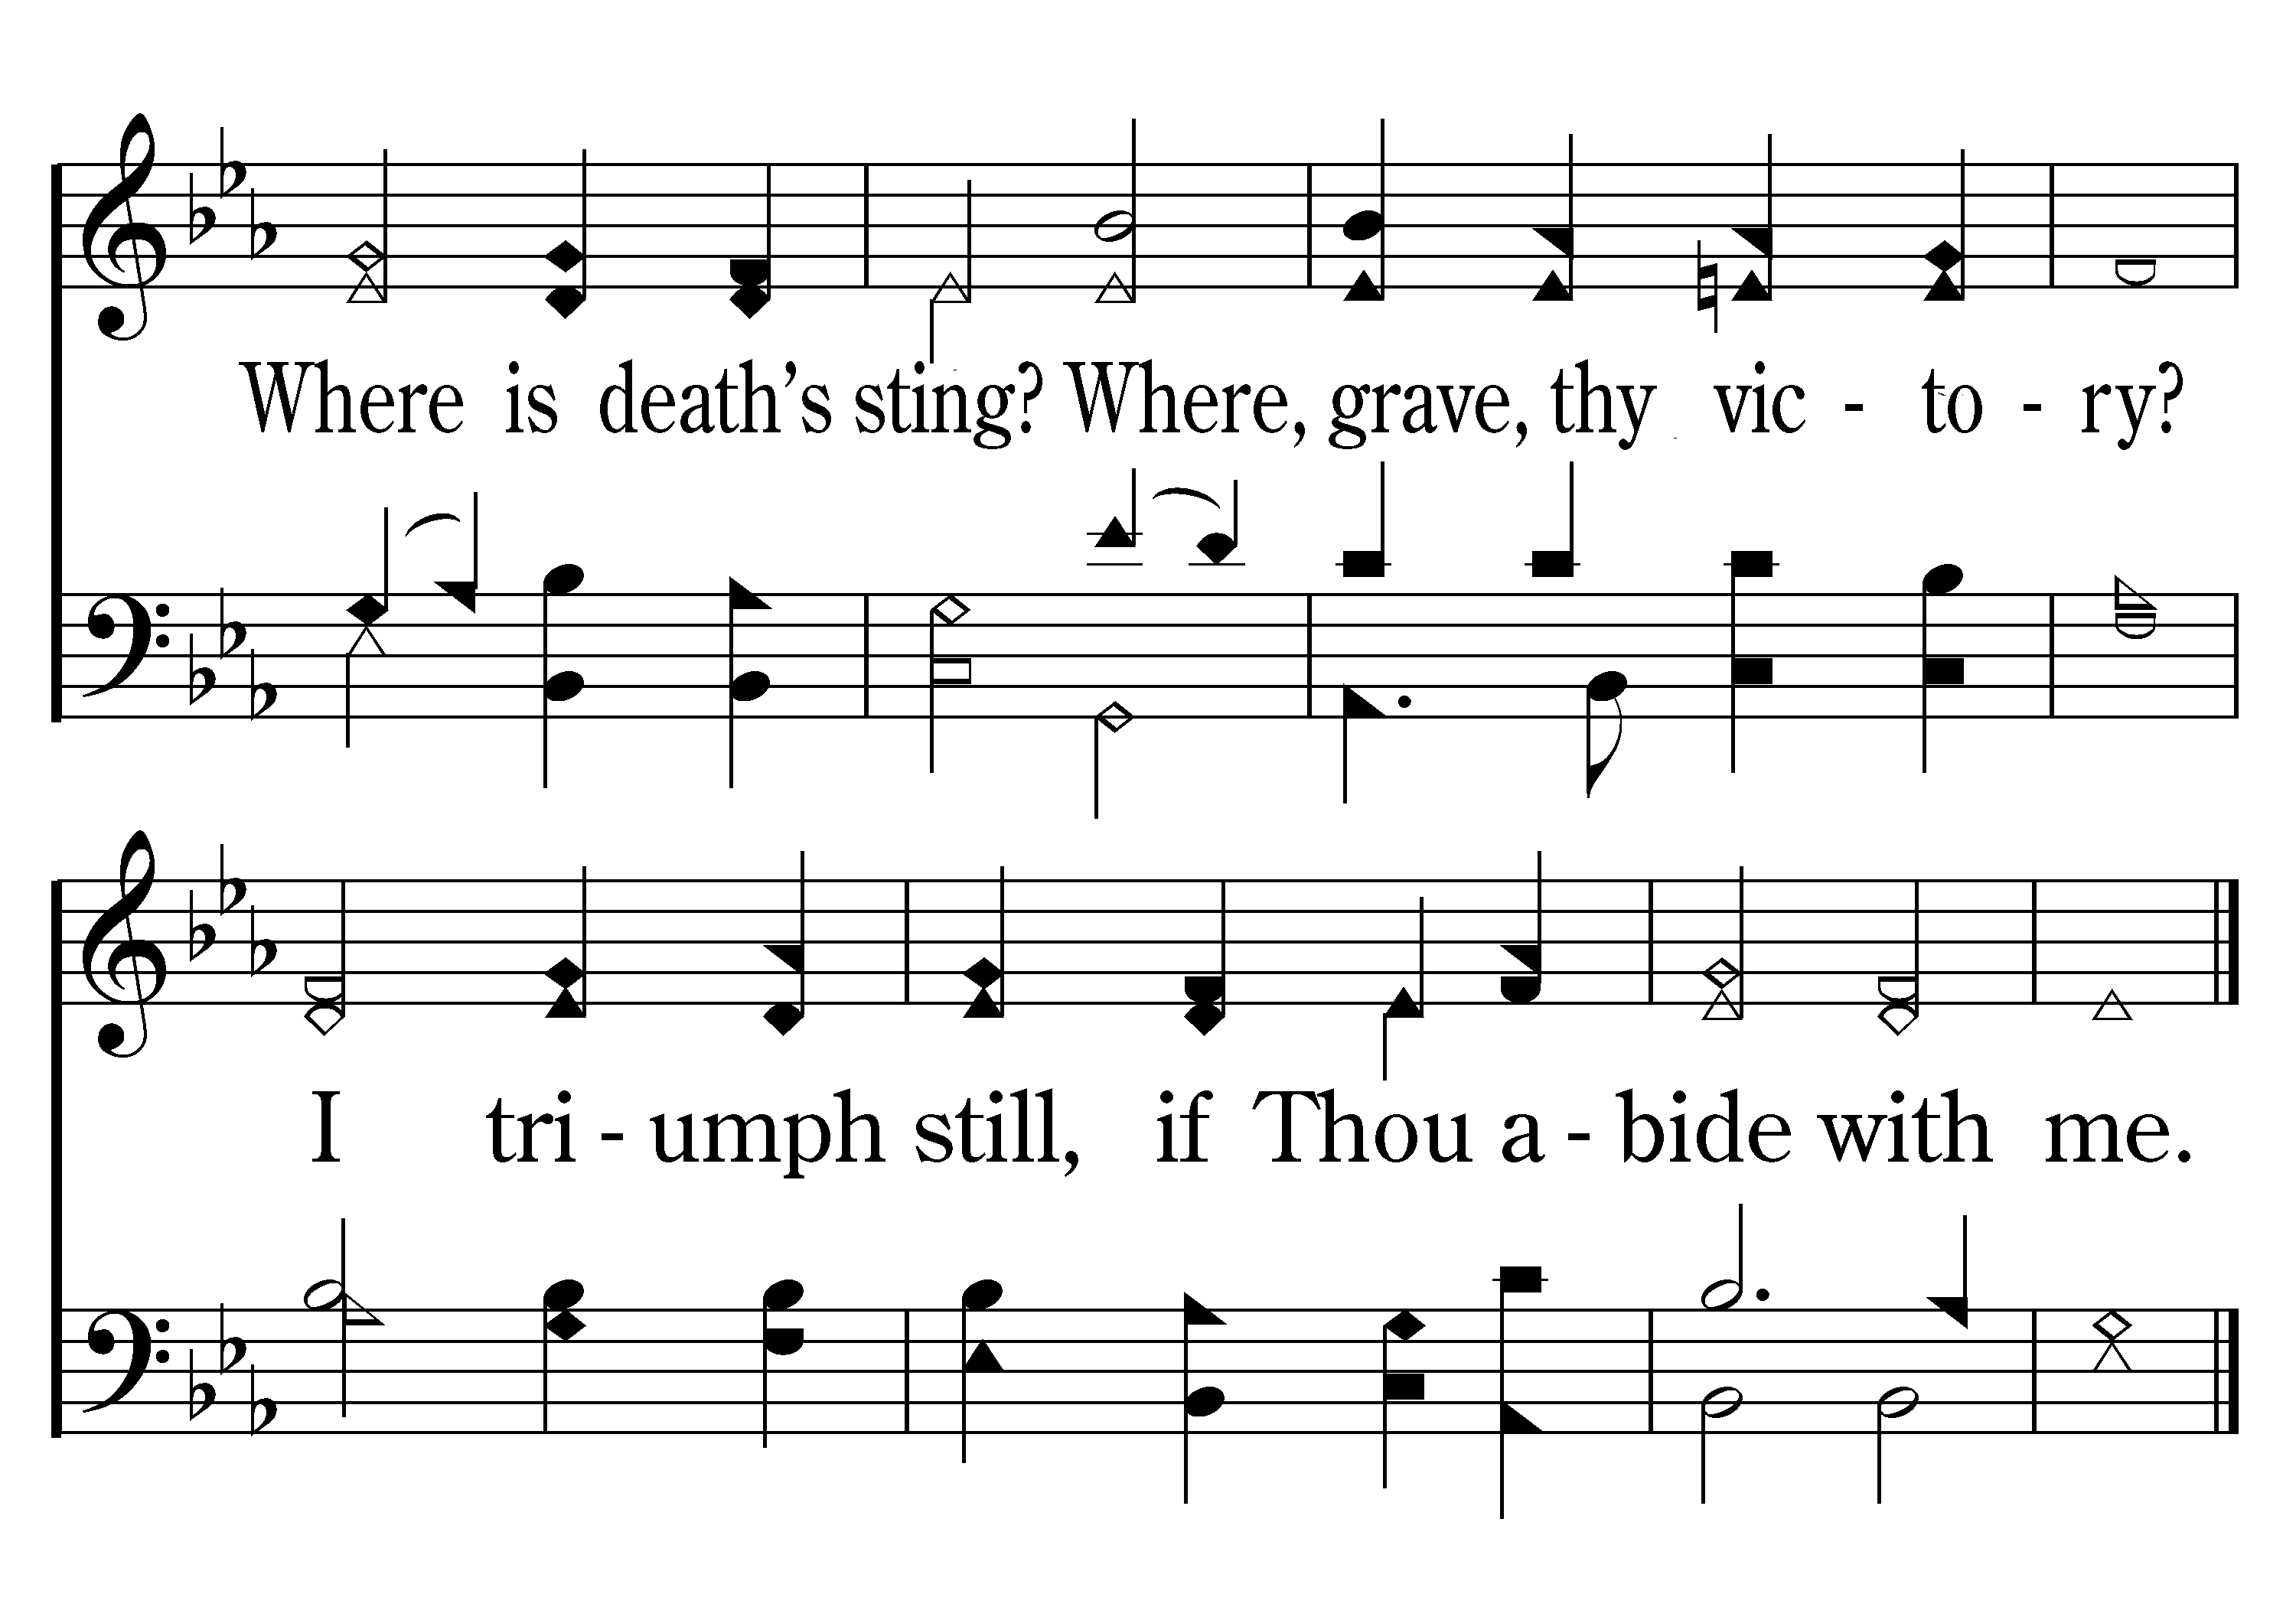 Where is death’s sting? Where, grave, thy vic - to - ry?
I tri - umph still, if Thou a - bide with me.